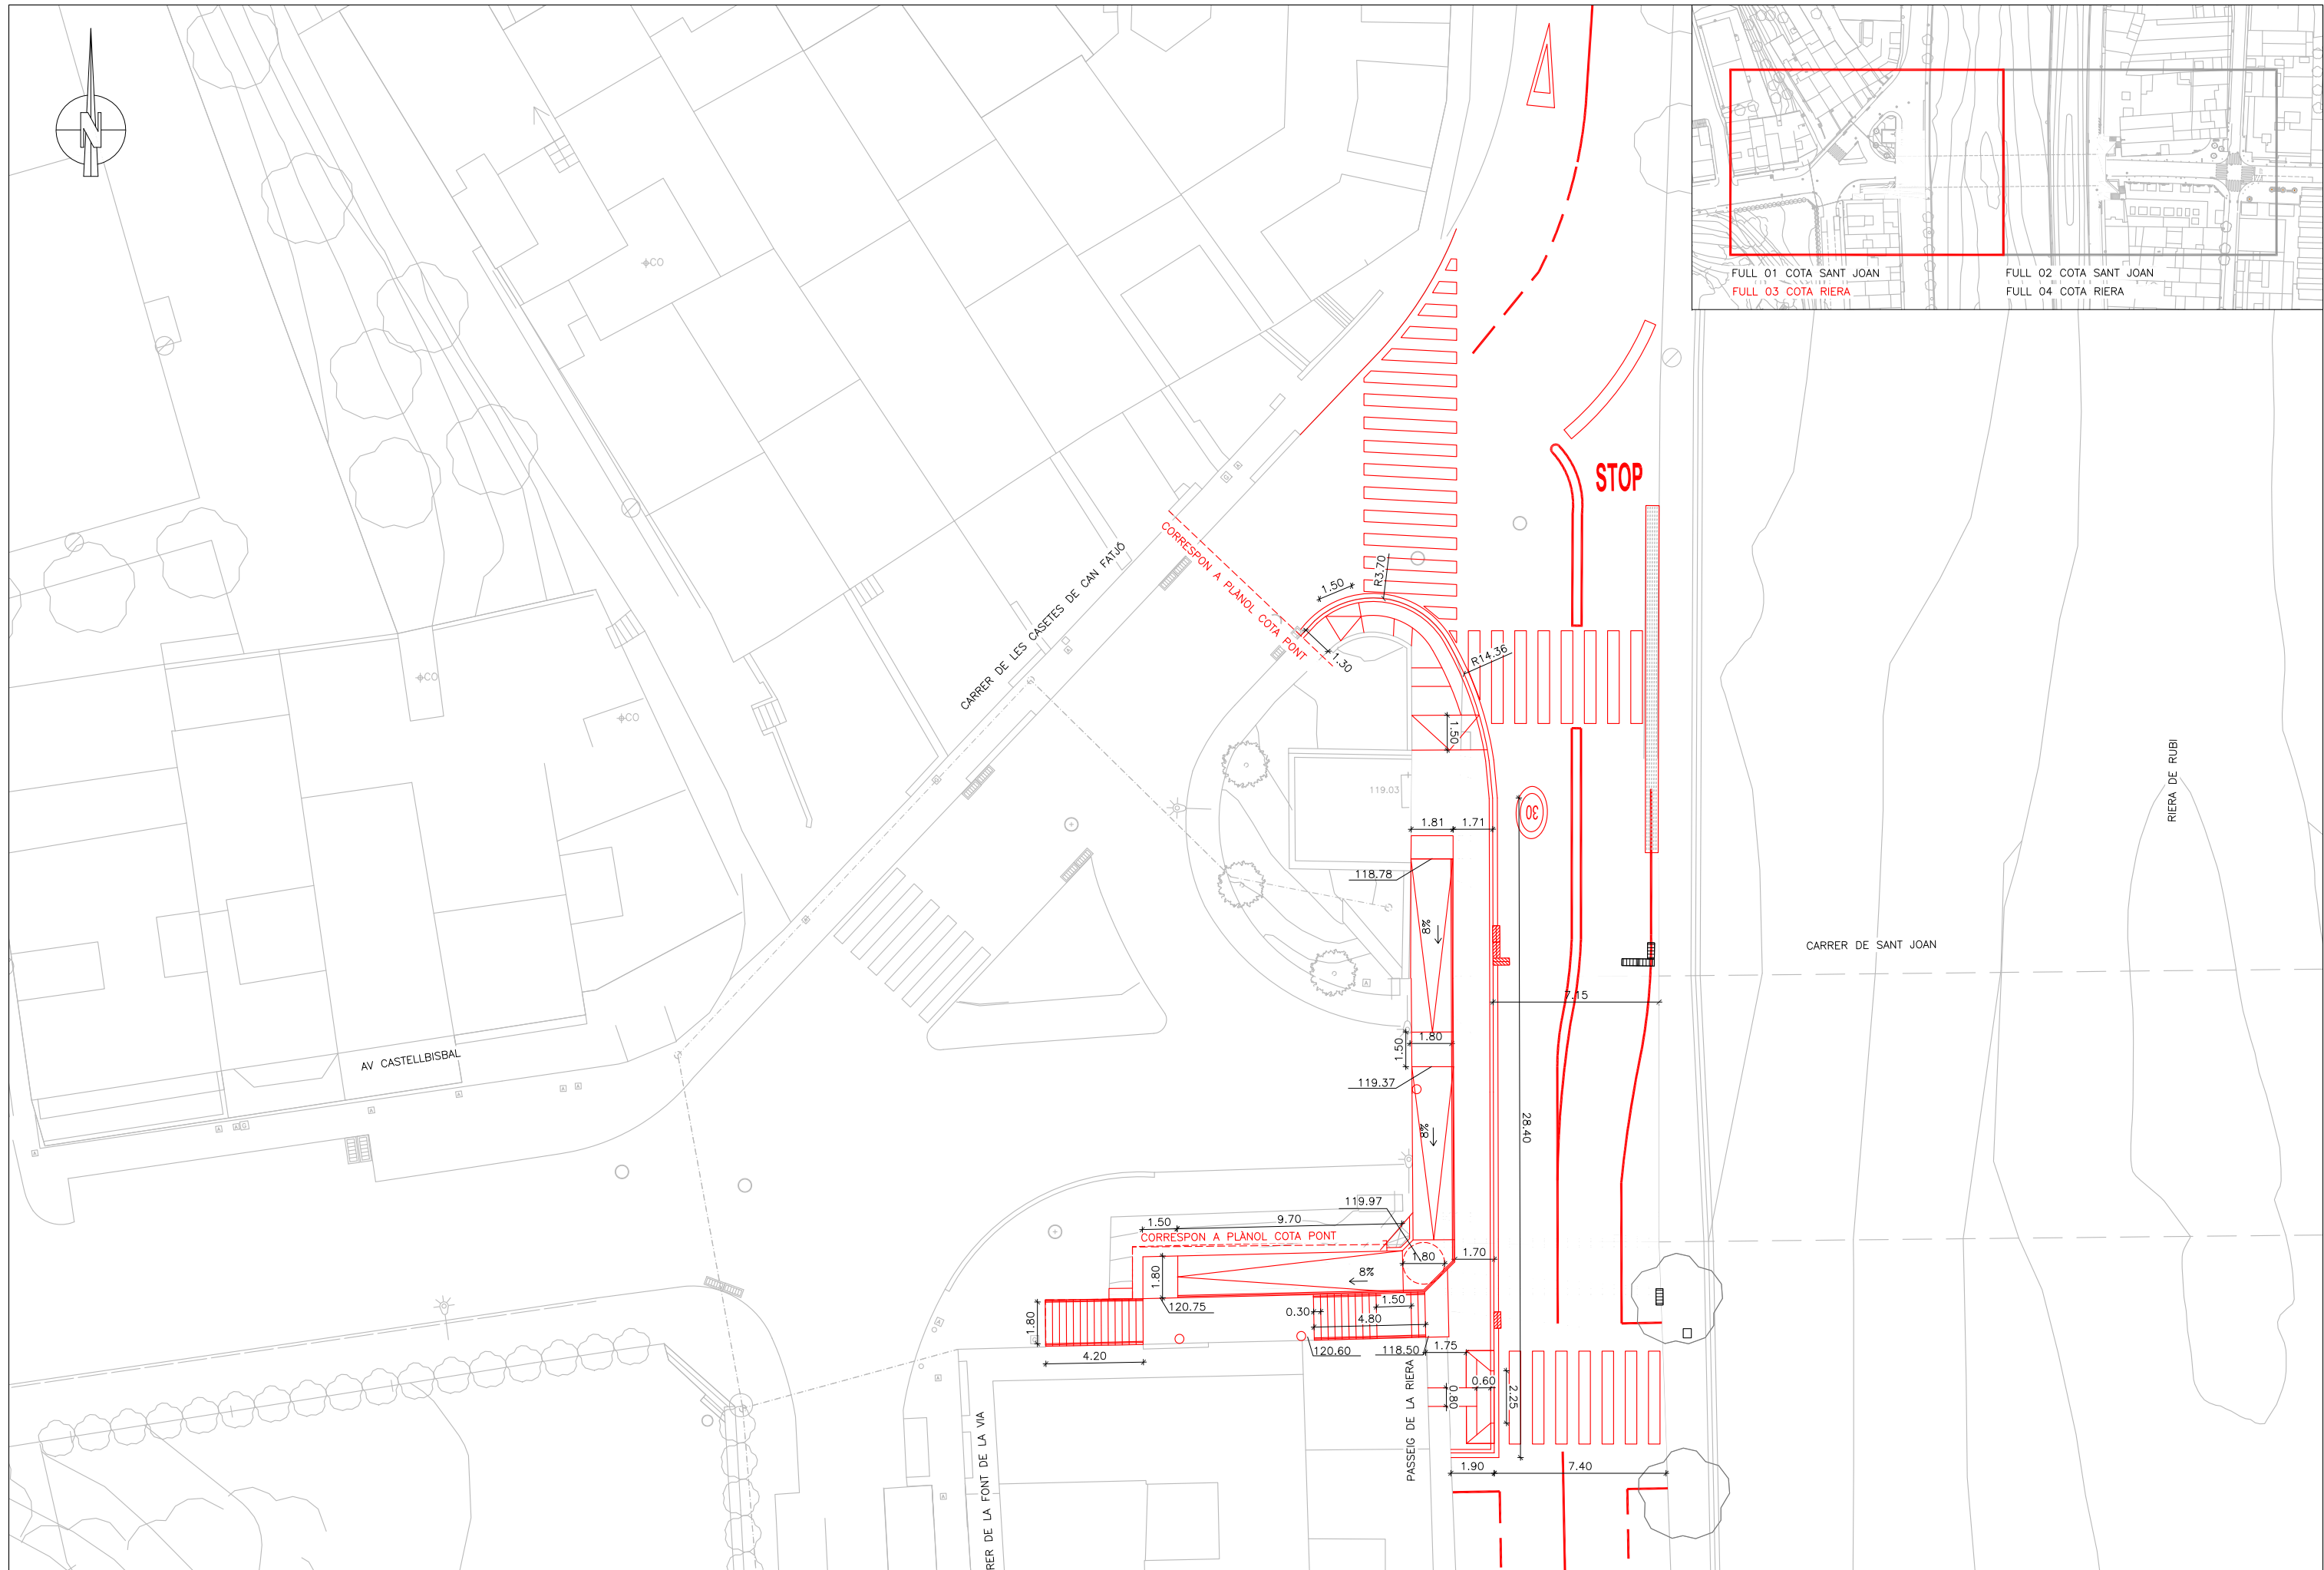 N
FULL 01 COTA SANT JOAN
FULL 02 COTA SANT JOAN
FULL 03 COTA RIERA
FULL 04 COTA RIERA
CO
STOP
CARRER DE LES CASETES DE CAN FATJÓ
CORRESPON A PLÀNOL COTA PONT
1.50
R3.70
1.30
R14.36
CO
CO
1.50
119.03
30
RIERA DE RUBI
1.81
1.71
118.78
8%
CARRER DE SANT JOAN
7.15
1.80
1.50
AV CASTELLBISBAL
119.37
8%
28.40
119.97
1.50
9.70
CORRESPON A PLÀNOL COTA PONT
1.80
1.70
1.80
8%
120.75
1.50
0.30
4.80
1.80
120.60
118.50
1.75
4.20
0.60
0.80
2.25
PASSEIG DE LA RIERA
RER DE LA FONT DE LA VIA
1.90
7.40